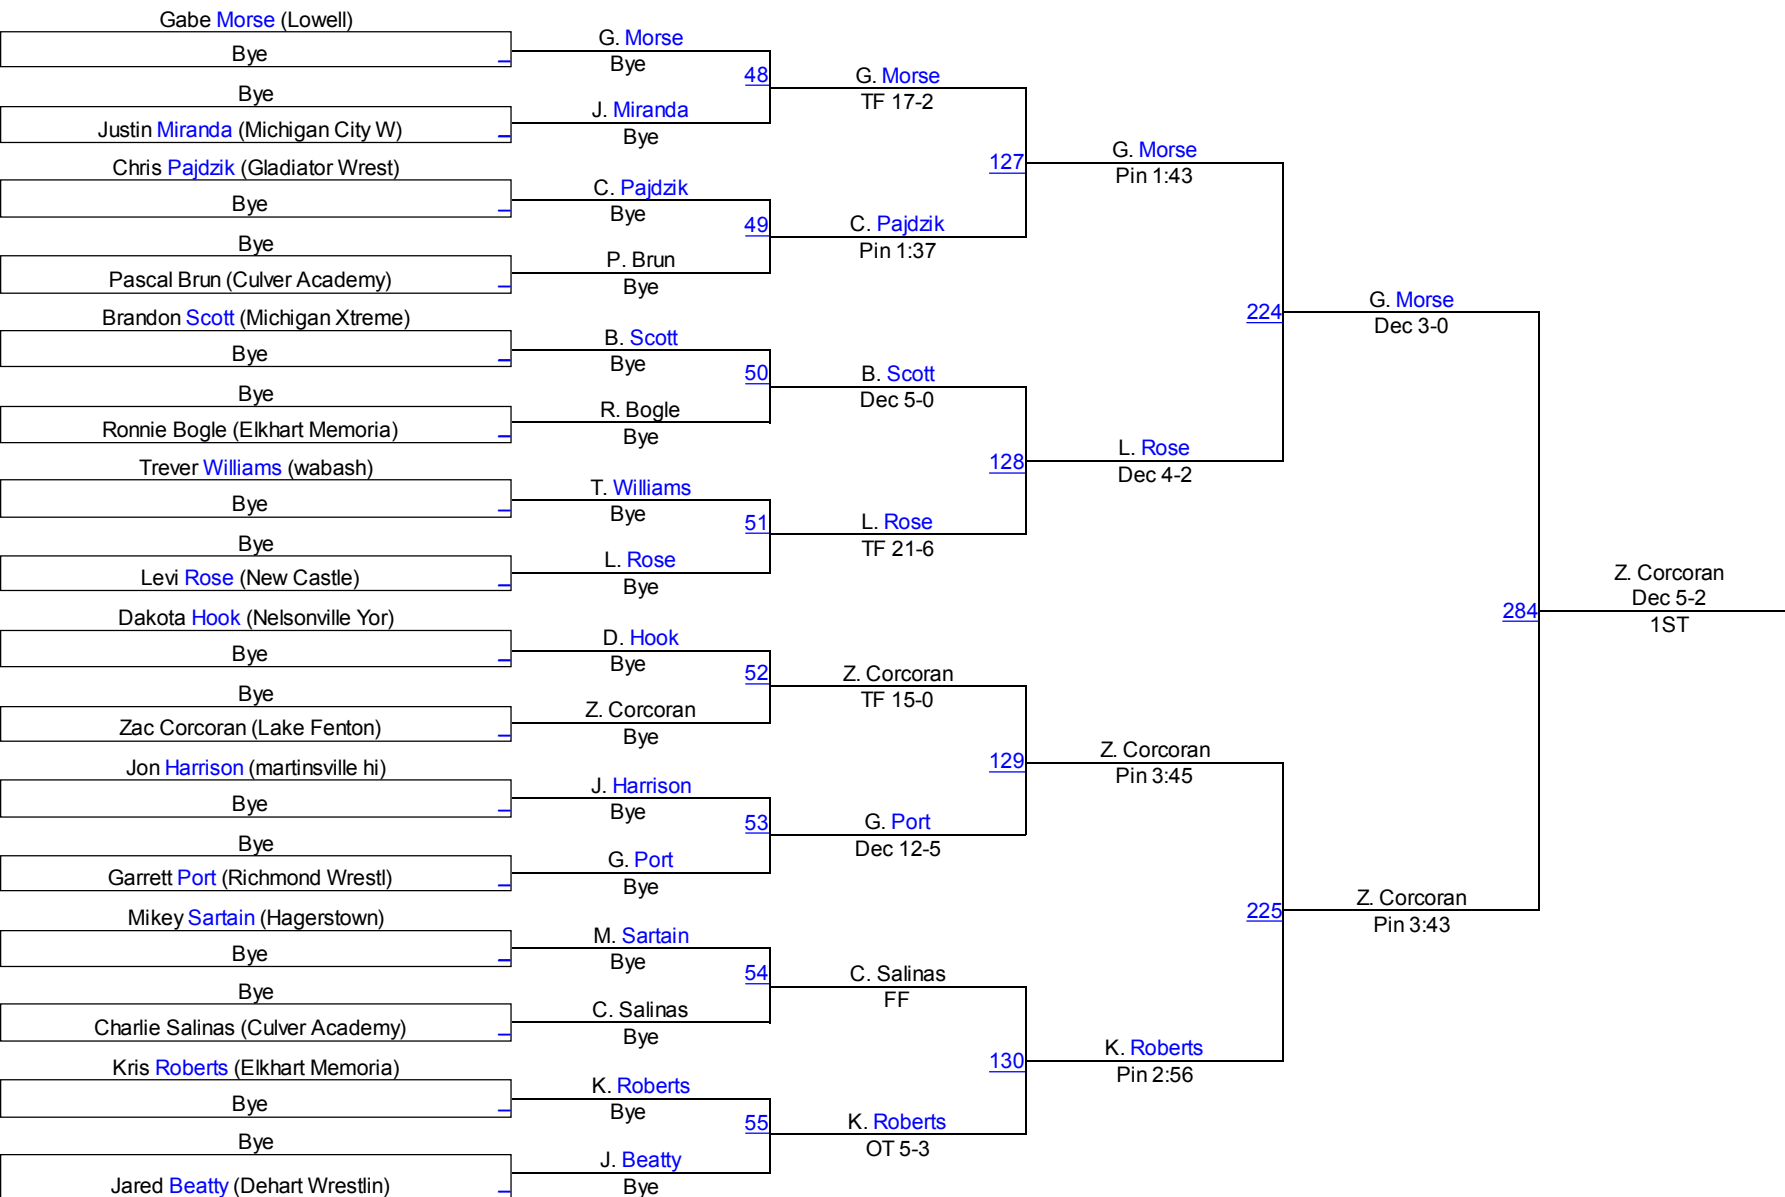 Gabe Morse (Lowell)
Bye
Bye
Justin Miranda (Michigan City W)
Chris Pajdzik (Gladiator Wrest)
Bye
Bye
Pascal Brun (Culver Academy)
Brandon Scott (Michigan Xtreme)
Bye
Bye
Ronnie Bogle (Elkhart Memoria)
Trever Williams (wabash)
Bye
Bye
Levi Rose (New Castle)
Dakota Hook (Nelsonville Yor)
Bye
Bye
Zac Corcoran (Lake Fenton)
Jon Harrison (martinsville hi)
Bye
Bye
Garrett Port (Richmond Wrestl)
Mikey Sartain (Hagerstown)
Bye
Bye
Charlie Salinas (Culver Academy)
Kris Roberts (Elkhart Memoria)
Bye
Bye
Jared Beatty (Dehart Wrestlin)
G. Morse
Bye
48
J. Miranda
Bye
C. Pajdzik
Bye
49
P. Brun
Bye
B. Scott
Bye
50
R. Bogle
Bye
T. Williams
Bye
51
L. Rose
Bye
D. Hook
Bye
52
Z. Corcoran
Bye
J. Harrison
Bye
53
G. Port
Bye
M. Sartain
Bye
54
C. Salinas
Bye
K. Roberts
Bye
55
J. Beatty
Bye
G. Morse
TF 17-2
127
C. Pajdzik
Pin 1:37
B. Scott
Dec 5-0
128
L. Rose
TF 21-6
Z. Corcoran
TF 15-0
129
G. Port
Dec 12-5
C. Salinas
FF
130
K. Roberts
OT 5-3
G. Morse
Pin 1:43
224
L. Rose
Dec 4-2
Z. Corcoran
Pin 3:45
225
K. Roberts
Pin 2:56
G. Morse
Dec 3-0
284
Z. Corcoran
Pin 3:43
Z. Corcoran
Dec 5-2
1ST